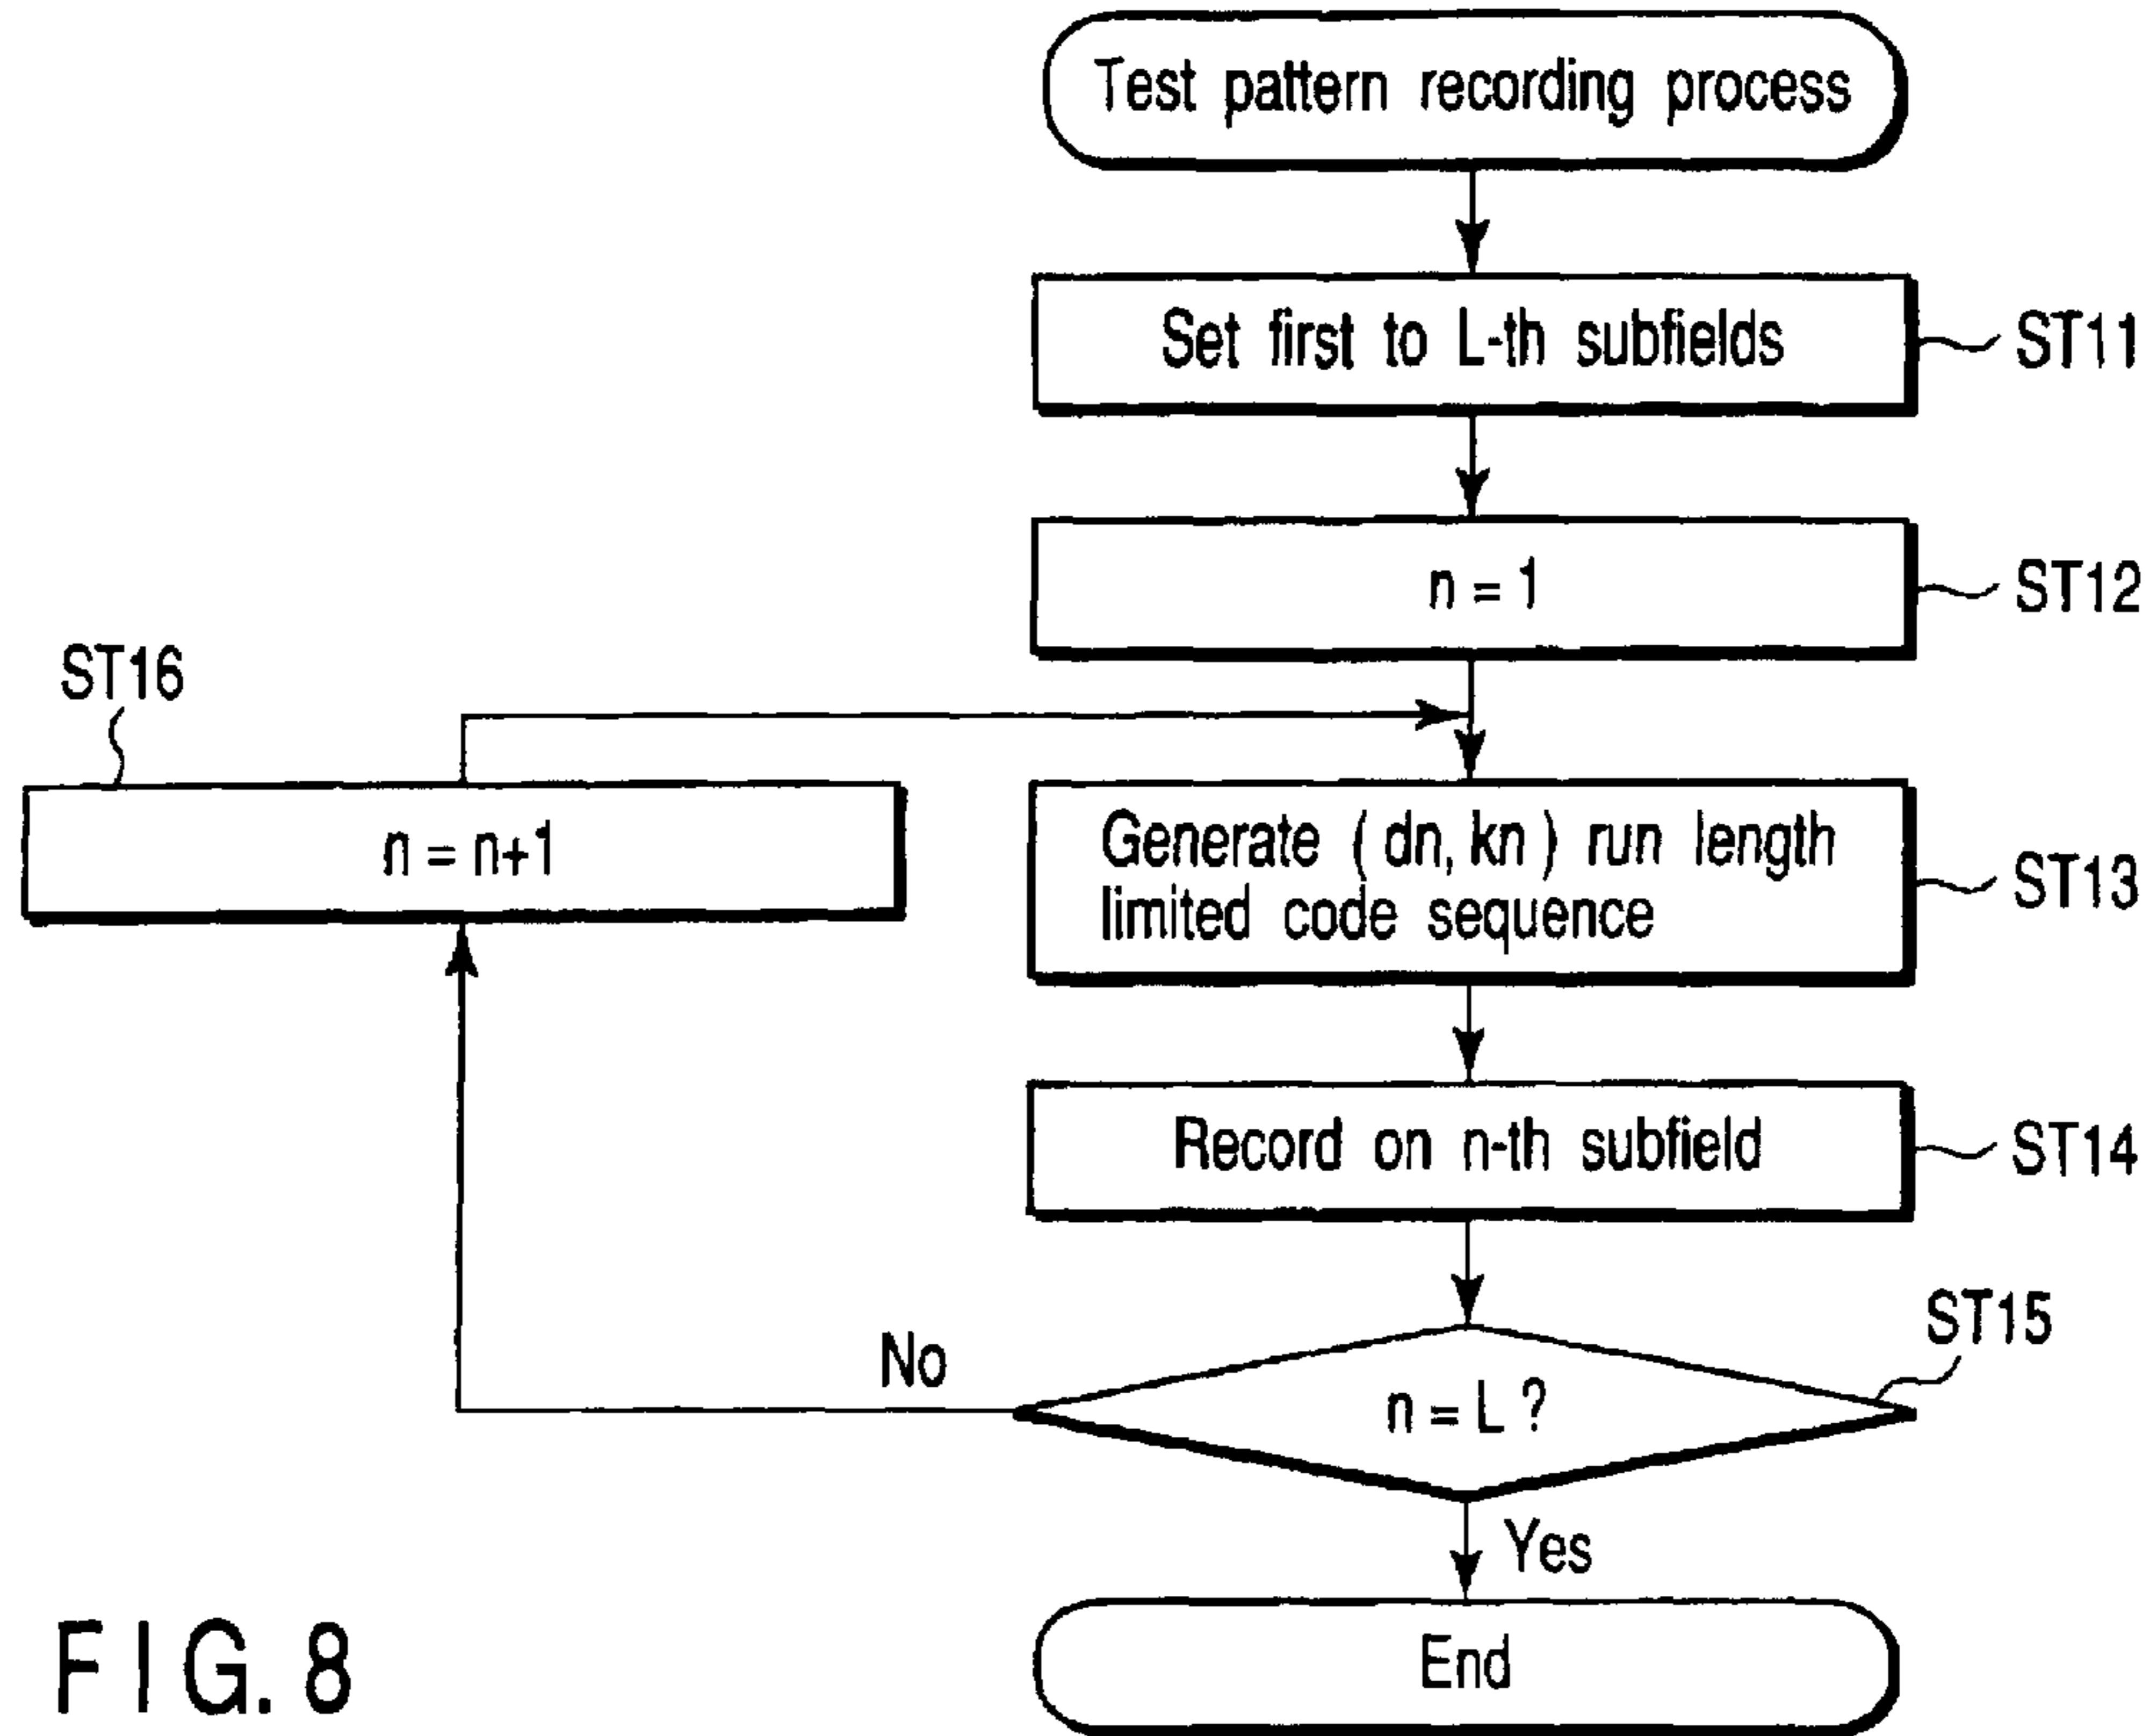 Test pattern recording process
Set first to L-th subfields
ST11
n = 1
ST12
ST16
n = n+1
Generate ( dn, kn ) run length
limited code sequence
ST13
Record on n-th subfield
ST14
ST15
n = L ?
No
Yes
End
FIG. 8